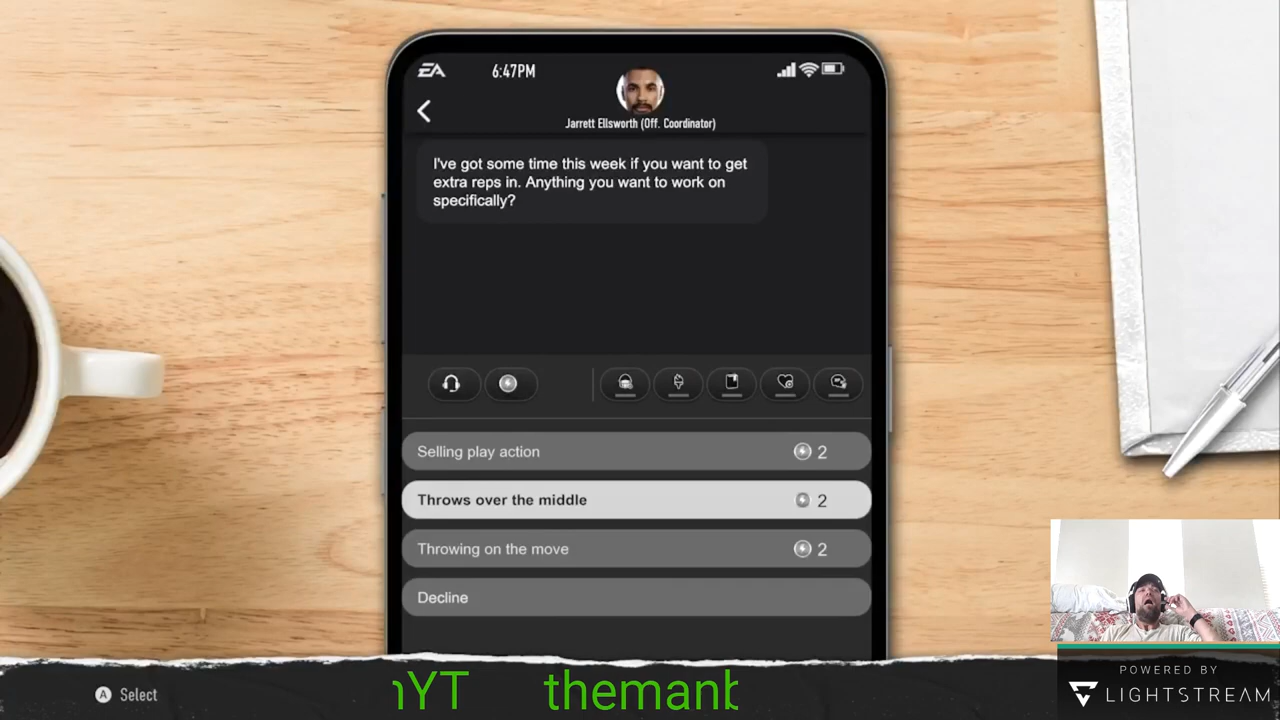 EA
6:47PM
Jarrett Ellsworth (Off. Coordinator)
I've got some time this week if you want to get
extra reps in. Anything you want to work on
specifically?
Selling play action 2
Throws over the middle 2
Throwing on the move 2
Decline
A Select
YT themanb
POWERED BY
LIGHTSTREAM